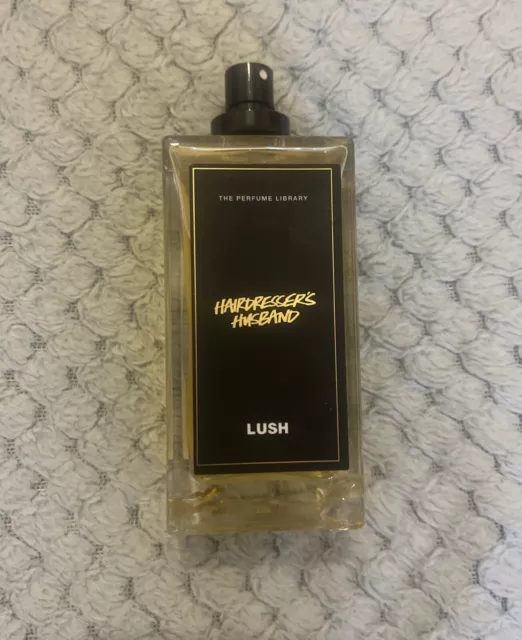 THE PERFUME LIBRARY
HAIRDRESSER'S
HUSBAND
LUSH